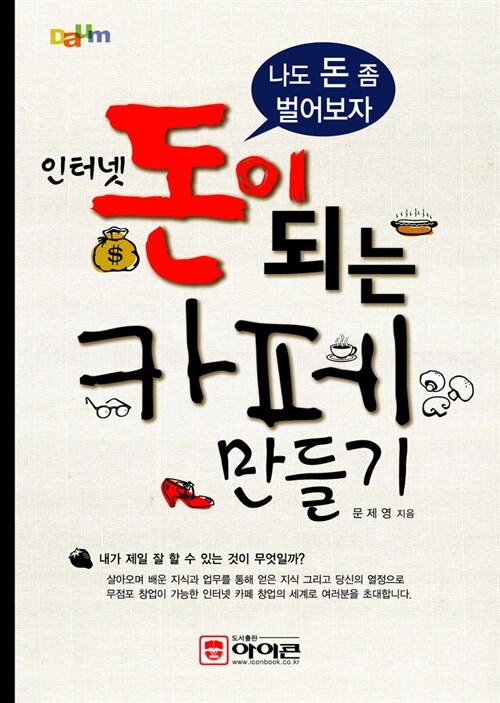 Daum
나도 돈 좀
벌어보자
인터넷
돈이
되는
카페
만들기
문제영 지음
내가 제일 잘 할 수 있는 것이 무엇일까?
살아오며 배운 지식과 업무를 통해 얻은 지식 그리고 당신의 열정으로
무점포 창업이 가능한 인터넷 카페 창업의 세계로 여러분을 초대합니다.
도서출판
아이콘
www.iconbook.co.kr